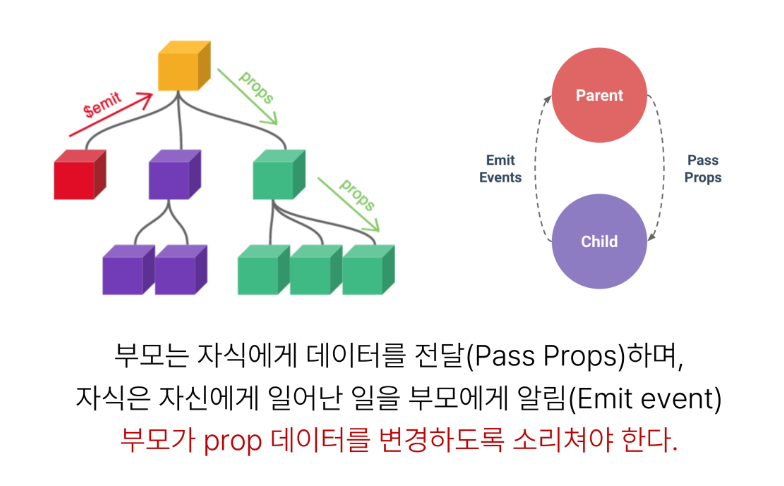 $emit
props
props
Parent
Emit
Events
Pass
Props
Child
부모는 자식에게 데이터를 전달(Pass Props)하며,
자식은 자신에게 일어난 일을 부모에게 알림(Emit event)
부모가 prop 데이터를 변경하도록 소리쳐야 한다.